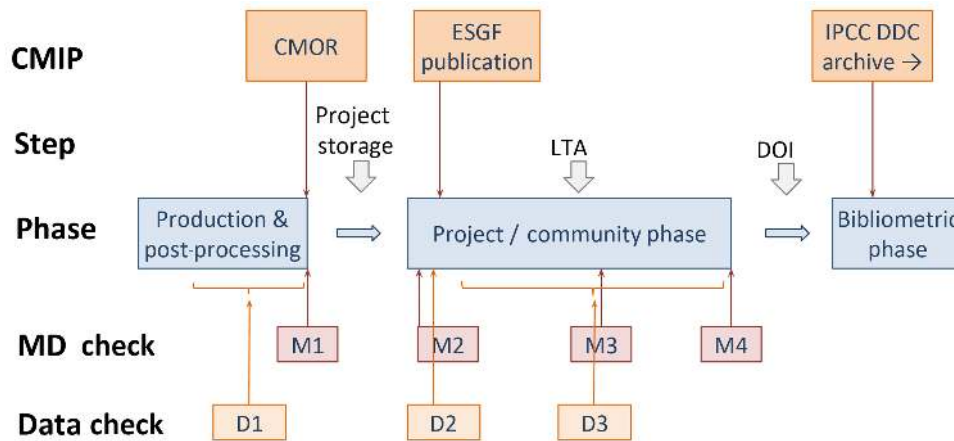 CMIP
CMOR
ESGF
publication
IPCC DDC
archive →
Step
Project
storage
LTA
DOI
Phase
Production &
post-processing
Project / community phase
Bibliometric
phase
MD check
M1
M2
M3
M4
Data check
D1
D2
D3